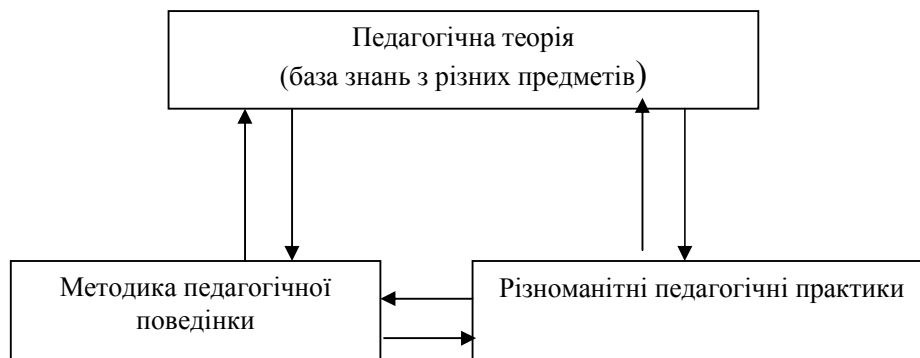 Педагогічна теорія
(база знань з різних предметів)
Методика педагогічної
поведінки
Різноманітні педагогічні практики